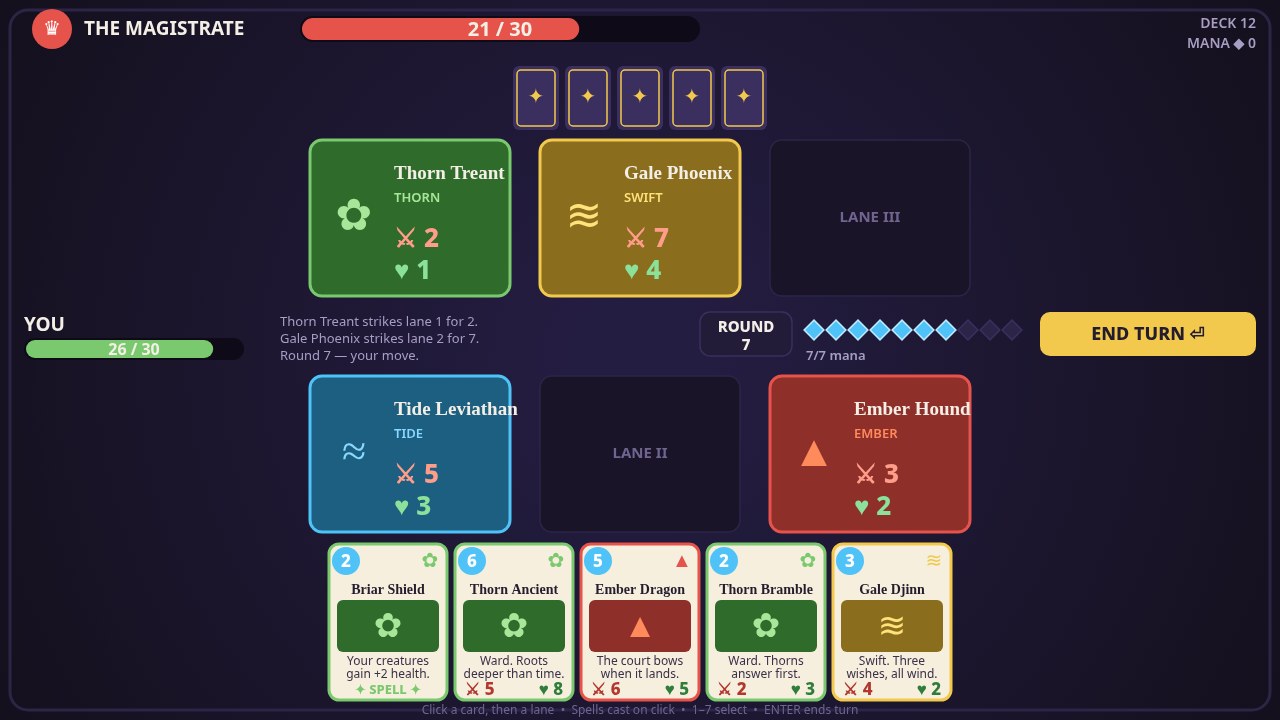 THE MAGISTRATE
21 / 30
DECK 12
MANA ◆ 0
Thorn Treant
THORN
2
1
Gale Phoenix
SWIFT
7
4
LANE III
YOU
26 / 30
Thorn Treant strikes lane 1 for 2.
Gale Phoenix strikes lane 2 for 7.
Round 7 — your move.
ROUND
7
7/7 mana
END TURN ⏎
Tide Leviathan
TIDE
5
3
LANE II
Ember Hound
EMBER
3
2
2
Briar Shield
Your creatures
gain +2 health.
✦ SPELL ✦
6
Thorn Ancient
Ward. Roots
deeper than time.
5
8
5
Ember Dragon
The court bows
when it lands.
6
5
2
Thorn Bramble
Ward. Thorns
answer first.
2
3
3
Gale Djinn
Swift. Three
wishes, all wind.
4
2
Click a card, then a lane • Spells cast on click • 1–7 select • ENTER ends turn